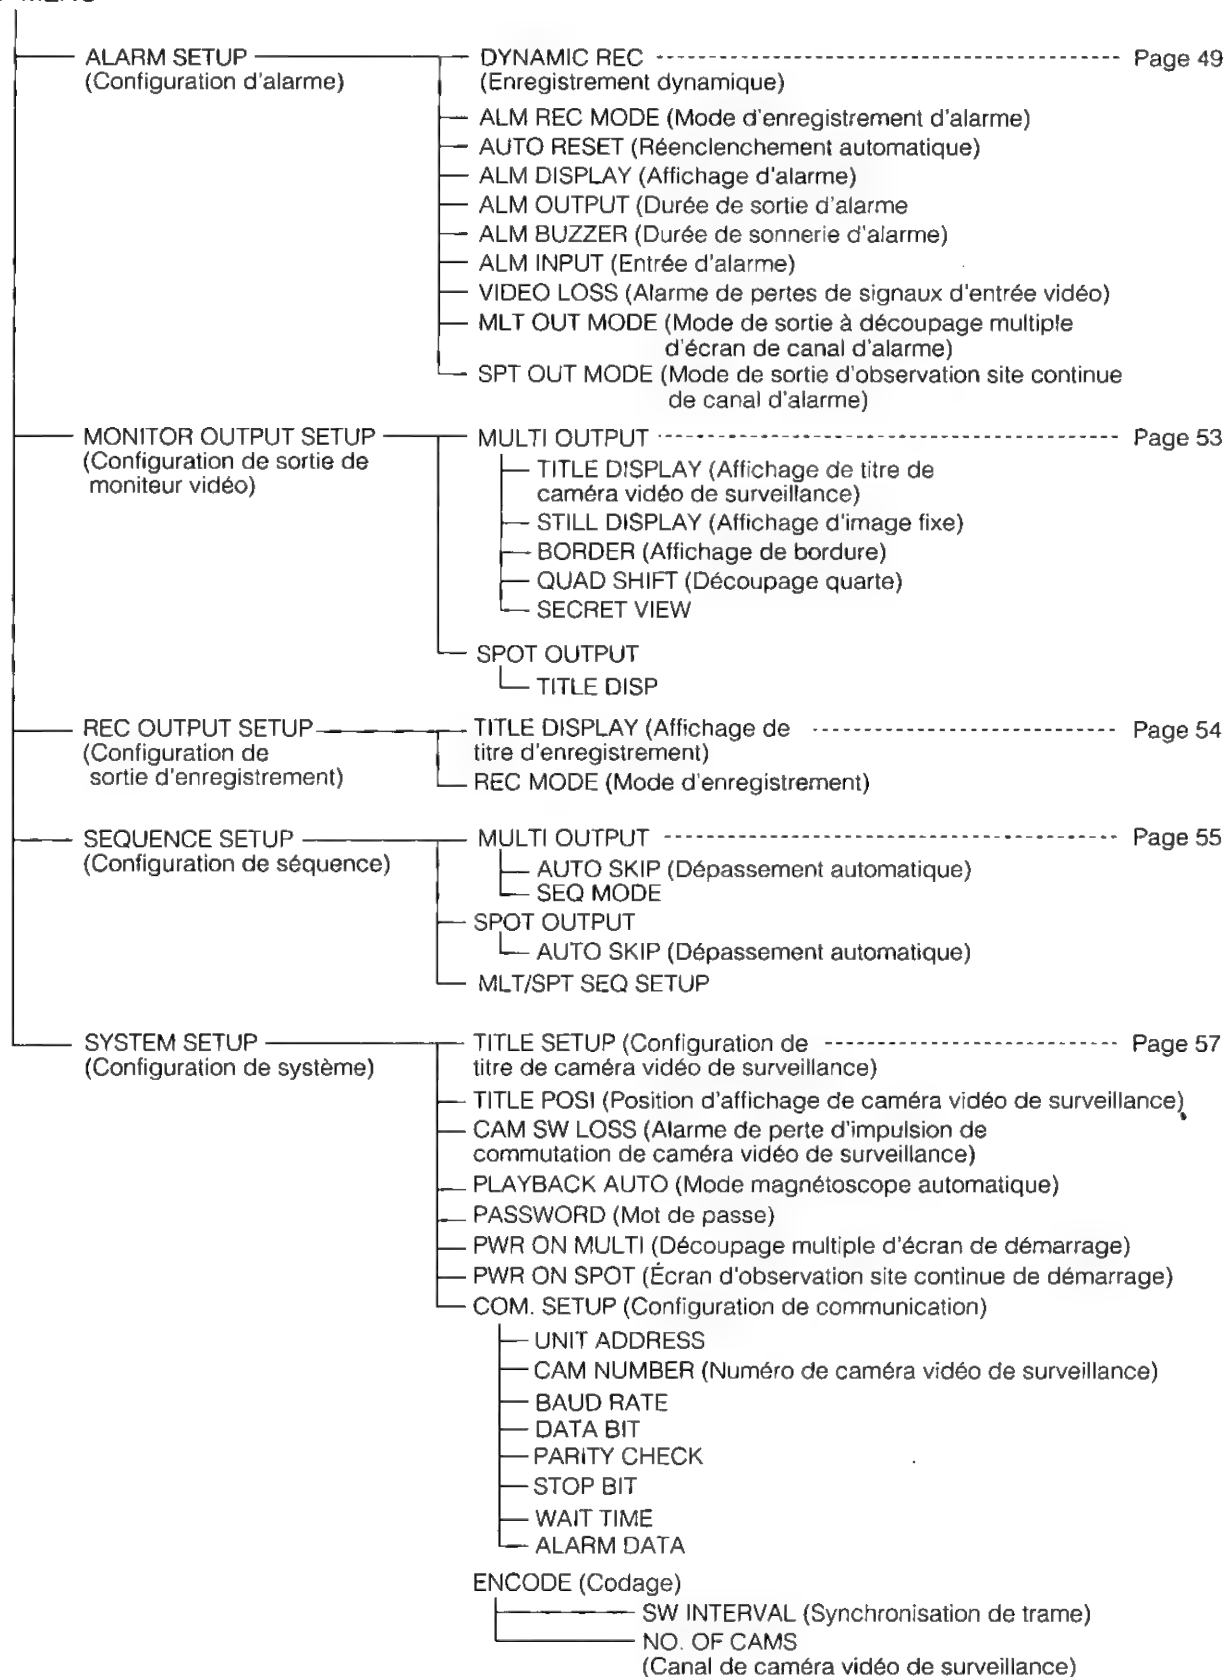 MENU
ALARM SETUP DYNAMIC REC Page 49
(Configuration d'alarme) (Enregistrement dynamique)
ALM REC MODE (Mode d'enregistrement d'alarme)
AUTO RESET (Réenclenchement automatique)
ALM DISPLAY (Affichage d'alarme)
ALM OUTPUT (Durée de sortie d'alarme
ALM BUZZER (Durée de sonnerie d'alarme)
ALM INPUT (Entrée d'alarme)
VIDEO LOSS (Alarme de pertes de signaux d'entrée vidéo)
MLT OUT MODE (Mode de sortie à découpage multiple
d'écran de canal d'alarme)
SPT OUT MODE (Mode de sortie d'observation site continue
de canal d'alarme)
MONITOR OUTPUT SETUP MULTI OUTPUT Page 53
(Configuration de sortie de
moniteur vidéo)
TITLE DISPLAY (Affichage de titre de
caméra vidéo de surveillance)
STILL DISPLAY (Affichage d'image fixe)
BORDER (Affichage de bordure)
QUAD SHIFT (Découpage quarte)
SECRET VIEW
SPOT OUTPUT
TITLE DISP
REC OUTPUT SETUP TITLE DISPLAY (Affichage de Page 54
(Configuration de titre d'enregistrement)
sortie d'enregistrement) REC MODE (Mode d'enregistrement)
SEQUENCE SETUP MULTI OUTPUT Page 55
(Configuration de séquence) AUTO SKIP (Dépassement automatique)
SEQ MODE
SPOT OUTPUT
AUTO SKIP (Dépassement automatique)
MLT/SPT SEQ SETUP
SYSTEM SETUP TITLE SETUP (Configuration de Page 57
(Configuration de système) titre de caméra vidéo de surveillance)
TITLE POSI (Position d'affichage de caméra vidéo de surveillance)
CAM SW LOSS (Alarme de perte d'impulsion de
commutation de caméra vidéo de surveillance)
PLAYBACK AUTO (Mode magnétoscope automatique)
PASSWORD (Mot de passe)
PWR ON MULTI (Découpage multiple d'écran de démarrage)
PWR ON SPOT (Écran d'observation site continue de démarrage)
COM. SETUP (Configuration de communication)
UNIT ADDRESS
CAM NUMBER (Numéro de caméra vidéo de surveillance)
BAUD RATE
DATA BIT
PARITY CHECK
STOP BIT
WAIT TIME
ALARM DATA
ENCODE (Codage)
SW INTERVAL (Synchronisation de trame)
NO. OF CAMS
(Canal de caméra vidéo de surveillance)